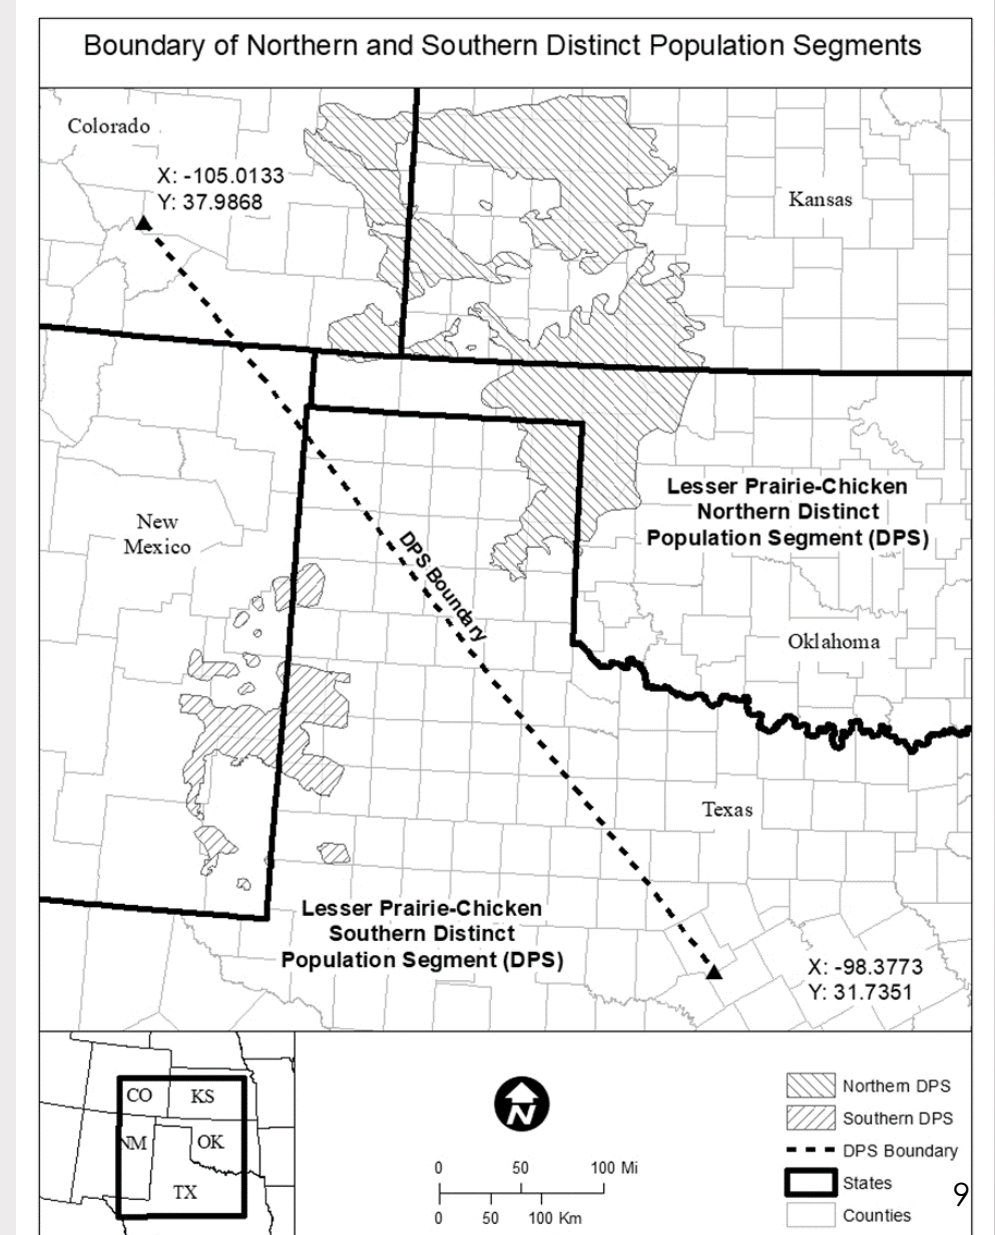 Boundary of Northern and Southern Distinct Population Segments
Colorado
X: -105.0133
Y: 37.9868
Kansas
Lesser Prairie-Chicken
Northern Distinct
Population Segment (DPS)
New
Mexico
DPS Boundary
Oklahoma
Texas
Lesser Prairie-Chicken
Southern Distinct
Population Segment (DPS)
X: -98.3773
Y: 31.7351
CO
KS
NM
OK
TX
N
0 50 100 Mi
0 50 100 Km
Northern DPS
Southern DPS
DPS Boundary
States
Counties
9